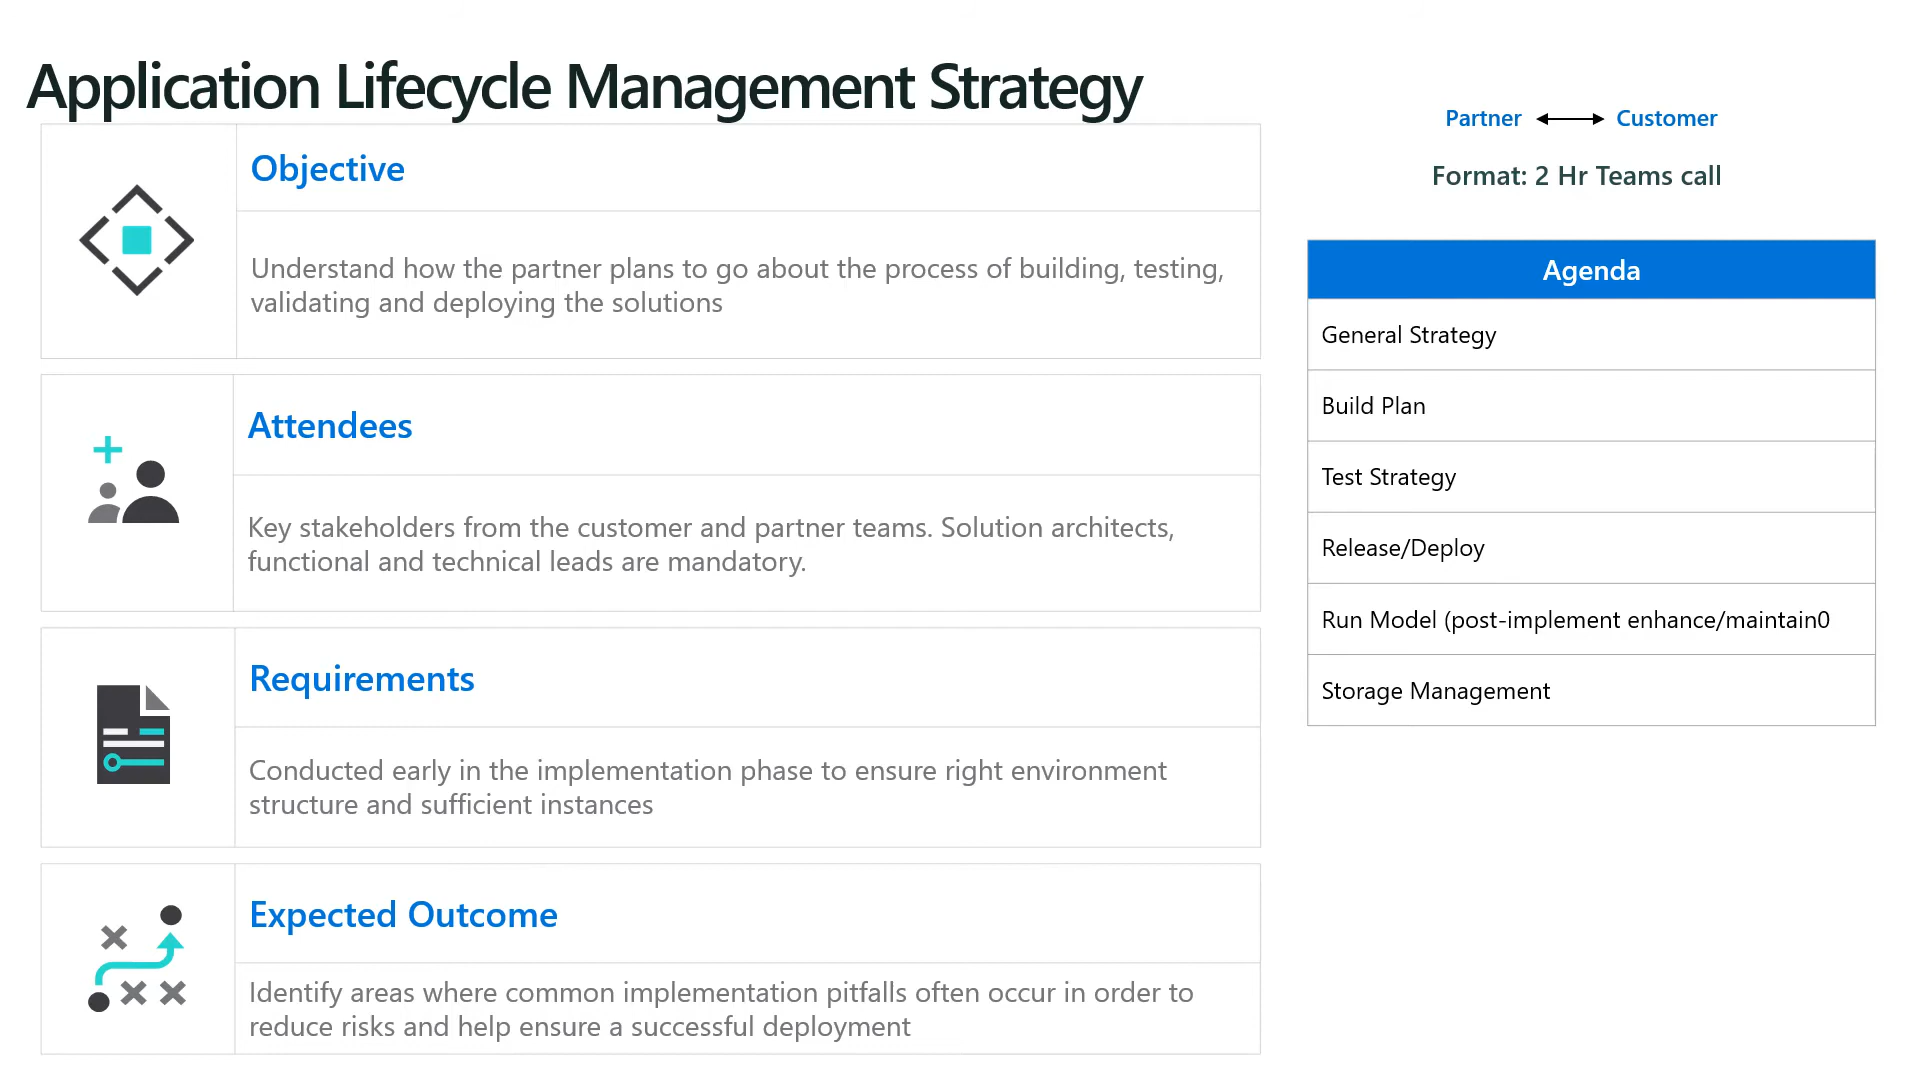 Application Lifecycle Management Strategy
Objective
Understand how the partner plans to go about the process of building, testing,
validating and deploying the solutions
Attendees
Key stakeholders from the customer and partner teams. Solution architects,
functional and technical leads are mandatory.
Requirements
Conducted early in the implementation phase to ensure right environment
structure and sufficient instances
Expected Outcome
Identify areas where common implementation pitfalls often occur in order to
reduce risks and help ensure a successful deployment
Partner Customer
Format: 2 Hr Teams call
Agenda
General Strategy
Build Plan
Test Strategy
Release/Deploy
Run Model (post-implement enhance/maintain0
Storage Management